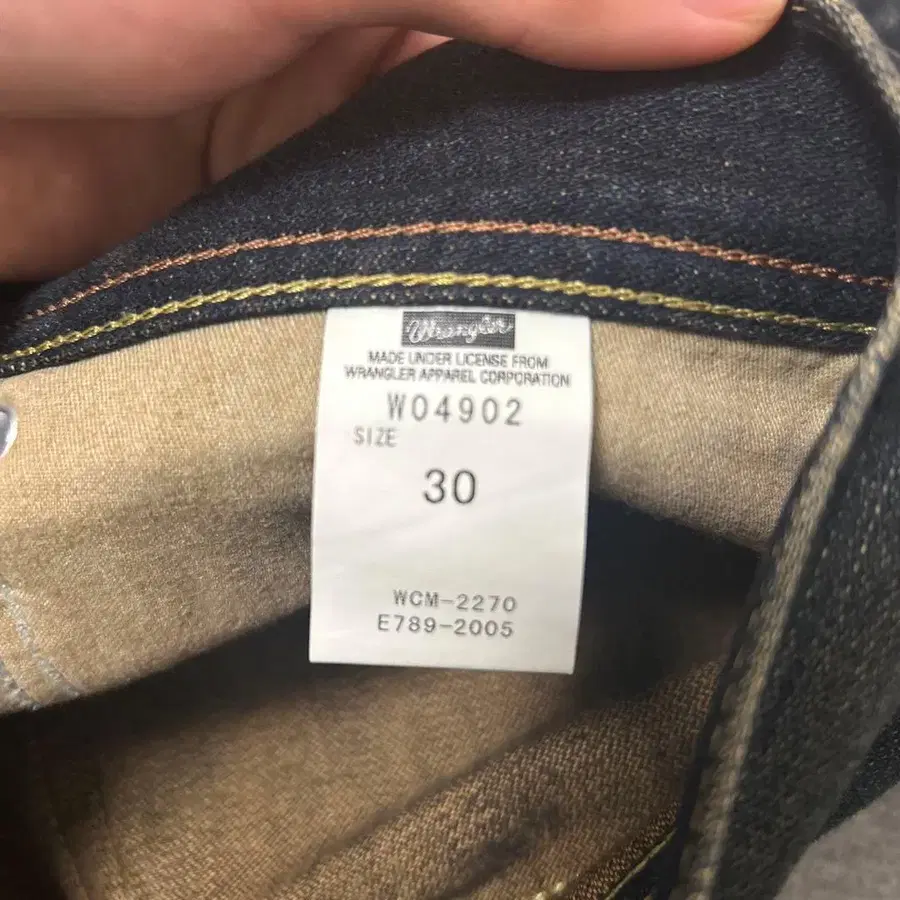 Wrangler
MADE UNDER LICENSE FROM
WRANGLER APPAREL CORPORATION
W04902
SIZE
30
WCM-2270
E789-2005